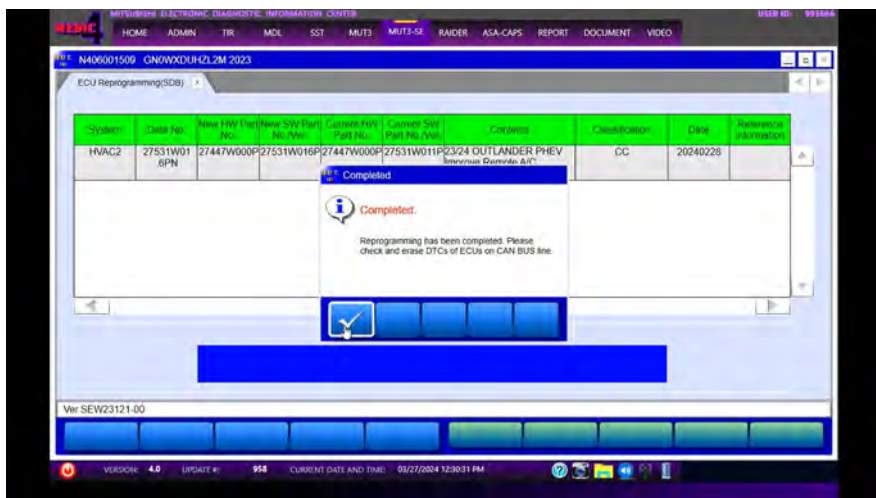 MITSUBISHI ELECTRONIC DIAGNOSTIC INFORMATION CENTER
USER ID:
MEDIC 4 HOME ADMIN TIR MDL SST MUT3 MUT3-SE RAIDER ASA-CAPS REPORT DOCUMENT VIDEO
N406001509 GN0WXDUHZL2M 2023
ECU Reprogramming(SDB)
System Data No. New HW Part No. New SW Part No./Ver. Current HW Part No. Current SW Part No./Ver. Contents Classification Date Reference Information
HVAC2 27531W01 27447W000P 27531W016P 27447W000P 27531W011P 23/24 OUTLANDER PHEV CC 20240228
.6PN Improve Remote A/C
Completed
Completed.
Reprogramming has been completed. Please
check and erase DTCs of ECUs on CAN BUS line.
Ver SEW23121-00
VERSION: 4.0 UPDATE #: 958 CURRENT DATE AND TIME: 03/27/2024 12:30:31 PM